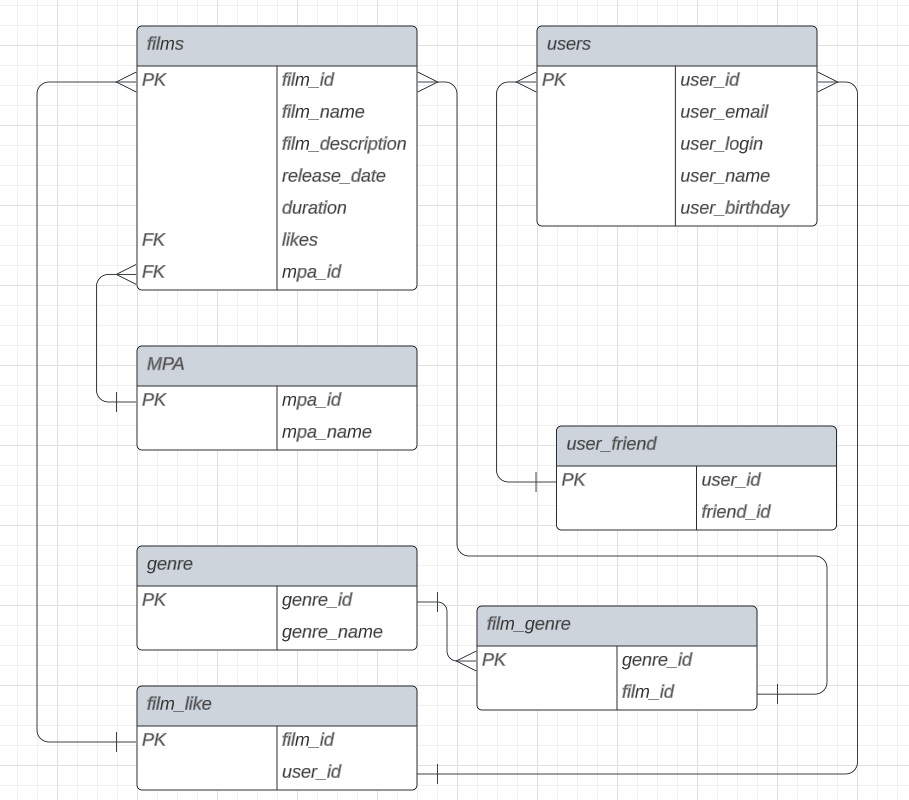 films
PK film_id
film_name
film_description
release_date
duration
FK likes
FK mpa_id
users
PK user_id
user_email
user_login
user_name
user_birthday
MPA
PK mpa_id
mpa_name
user_friend
PK user_id
friend_id
genre
PK genre_id
genre_name
film_genre
PK genre_id
film_id
film_like
PK film_id
user_id